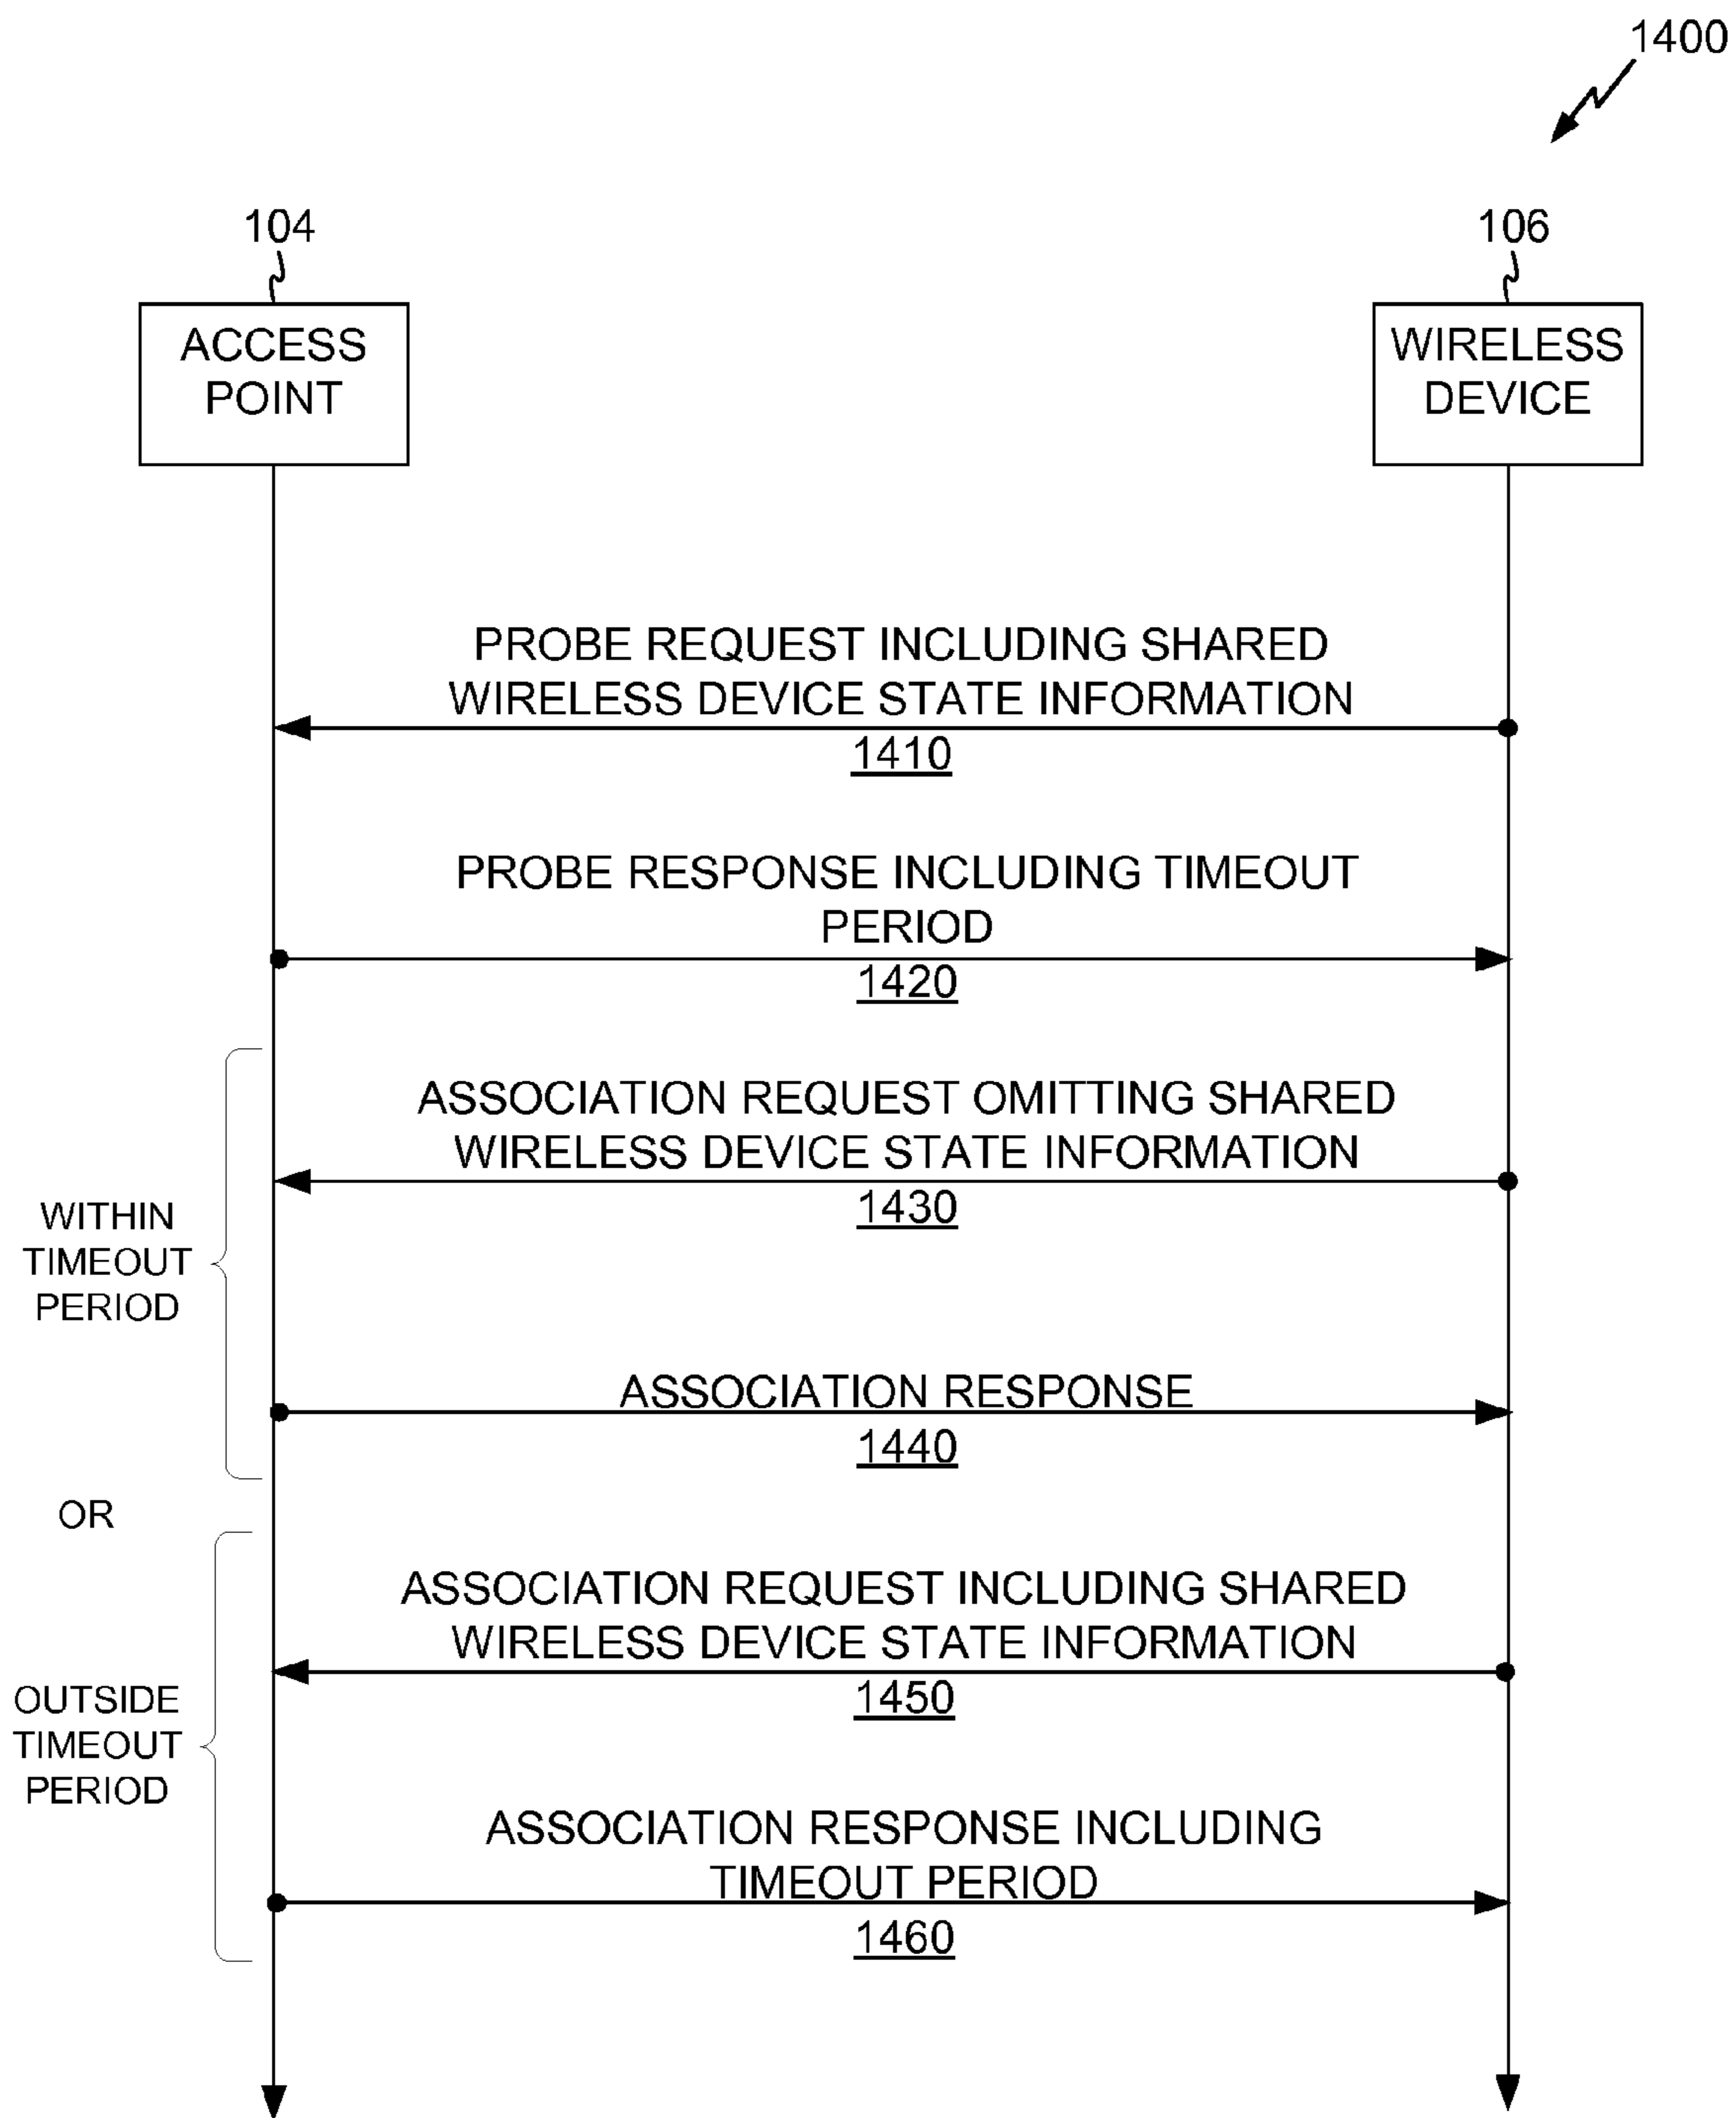 1400
104
106
ACCESS
POINT
WIRELESS
DEVICE
PROBE REQUEST INCLUDING SHARED
WIRELESS DEVICE STATE INFORMATION
1410
PROBE RESPONSE INCLUDING TIMEOUT
PERIOD
1420
ASSOCIATION REQUEST OMITTING SHARED
WIRELESS DEVICE STATE INFORMATION
1430
WITHIN
TIMEOUT
PERIOD
ASSOCIATION RESPONSE
1440
OR
ASSOCIATION REQUEST INCLUDING SHARED
WIRELESS DEVICE STATE INFORMATION
1450
OUTSIDE
TIMEOUT
PERIOD
ASSOCIATION RESPONSE INCLUDING
TIMEOUT PERIOD
1460